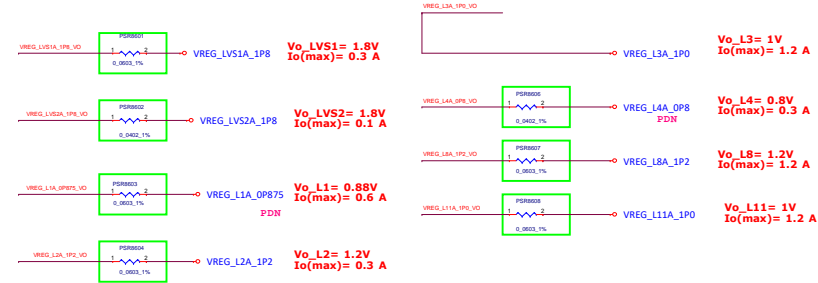 PSR8601
VREG_LVS1A_1P8_VO
1 2
VREG_LVS1A_1P8
0_0603_1%
Vo_LVS1= 1.8V
Io(max)= 0.3 A
PSR8602
VREG_LVS2A_1P8_VO
1 2
VREG_LVS2A_1P8
0_0402_1%
Vo_LVS2= 1.8V
Io(max)= 0.1 A
PSR8603
VREG_L1A_0P875_VO
1 2
VREG_L1A_0P875
0_0603_1%
PDN
Vo_L1= 0.88V
Io(max)= 0.6 A
PSR8604
VREG_L2A_1P2_VO
1 2
VREG_L2A_1P2
0_0603_1%
Vo_L2= 1.2V
Io(max)= 0.3 A
VREG_L3A_1P0_VO
VREG_L3A_1P0
Vo_L3= 1V
Io(max)= 1.2 A
PSR8606
VREG_L4A_0P8_VO
1 2
VREG_L4A_0P8
0_0402_1%
PDN
Vo_L4= 0.8V
Io(max)= 0.3 A
PSR8607
VREG_L8A_1P2_VO
1 2
VREG_L8A_1P2
0_0603_1%
Vo_L8= 1.2V
Io(max)= 1.2 A
PSR8608
VREG_L11A_1P0_VO
1 2
VREG_L11A_1P0
0_0603_1%
Vo_L11= 1V
Io(max)= 1.2 A